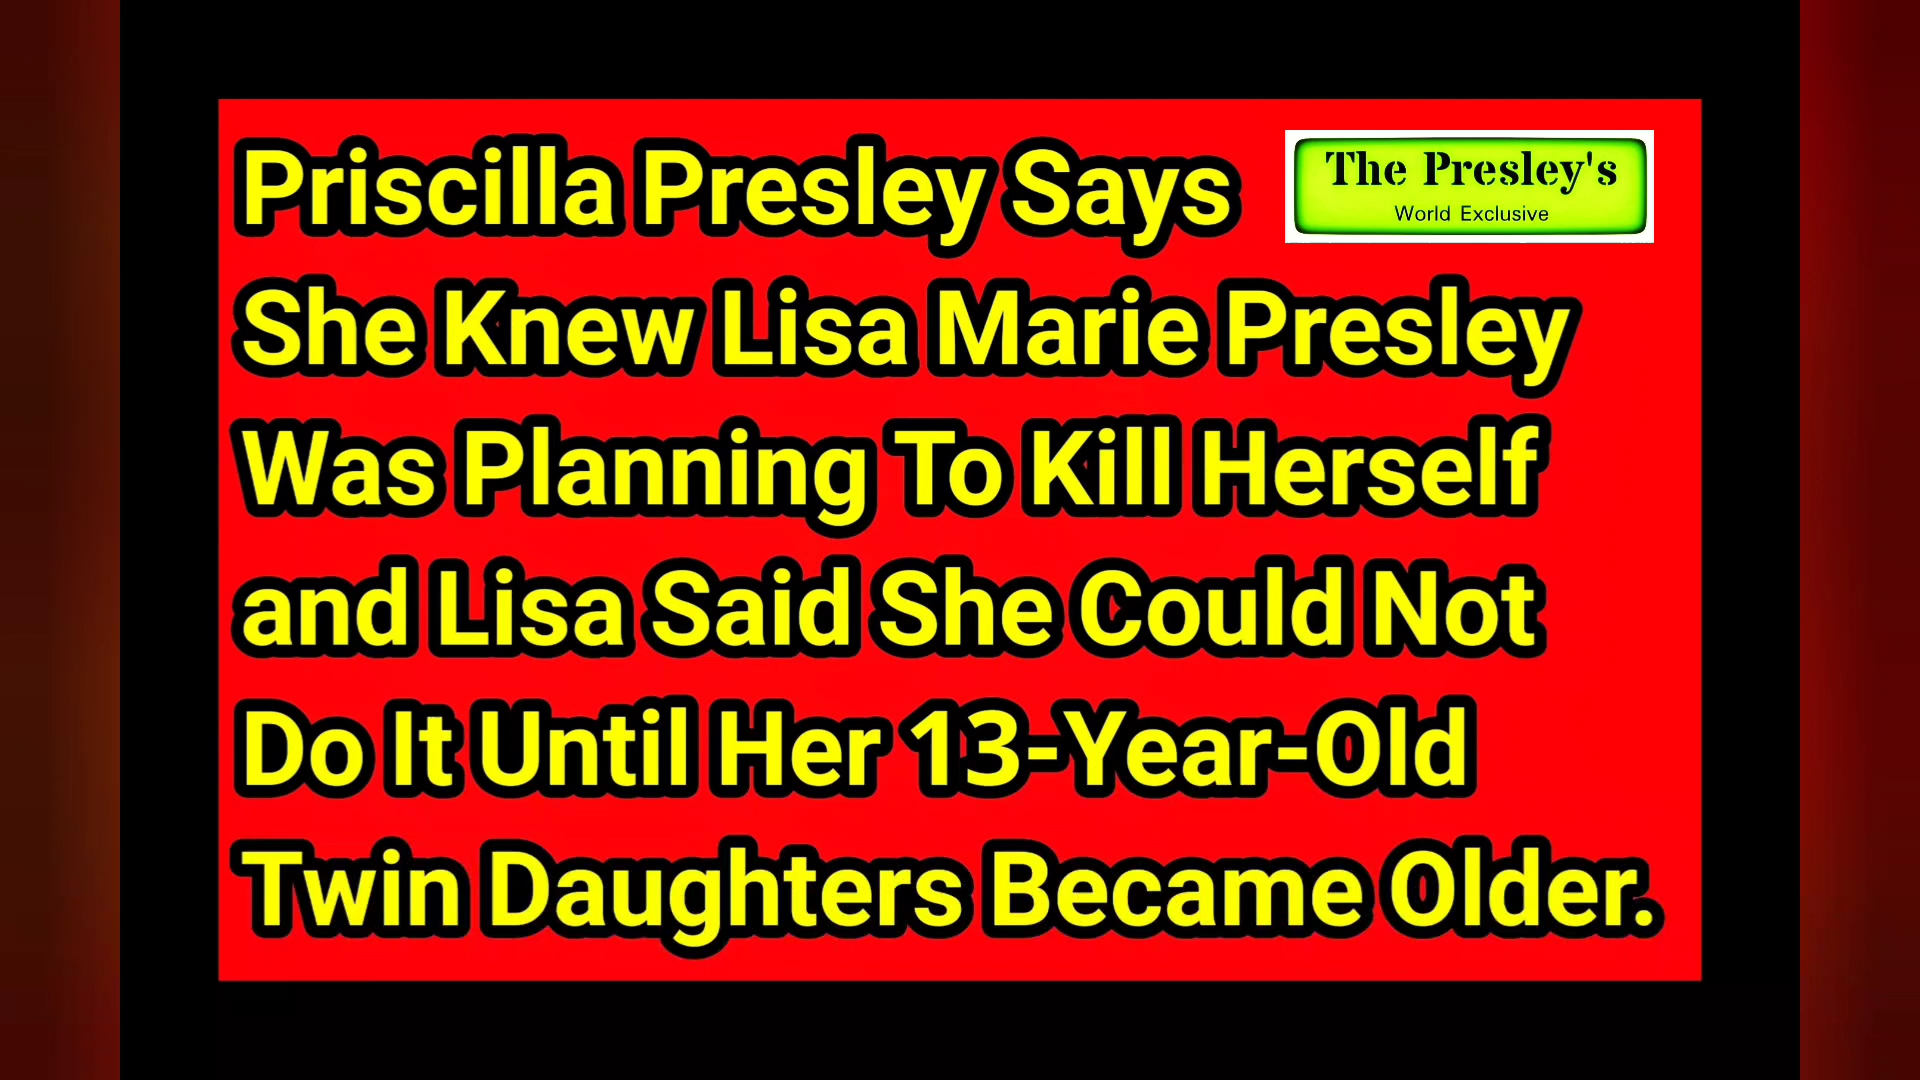 Priscilla Presley Says
The Presley's
World Exclusive
She Knew Lisa Marie Presley
Was Planning To Kill Herself
and Lisa Said She Could Not
Do It Until Her 13-Year-Old
Twin Daughters Became Older.